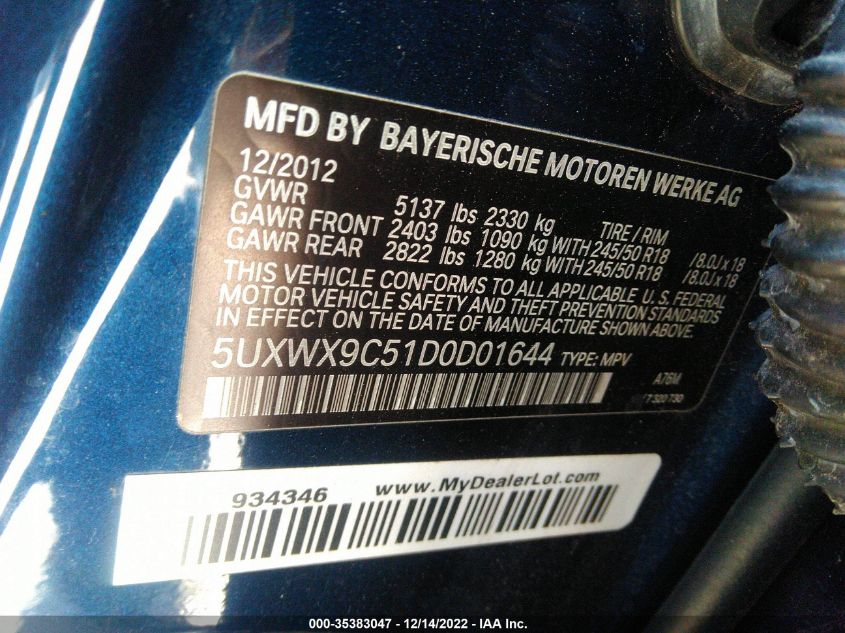 MFD BY BAYERISCHE MOTOREN WERKE AG
12/2012
GVWR 5137 lbs 2330 kg TIRE / RIM
GAWR FRONT 2403 lbs 1090 kg WITH 245/50 R18 / 8.0J x 18
GAWR REAR 2822 lbs 1280 kg WITH 245/50 R18 / 8.0J x 18
THIS VEHICLE CONFORMS TO ALL APPLICABLE U.S. FEDERAL
MOTOR VEHICLE SAFETY AND THEFT PREVENTION STANDARDS
IN EFFECT ON THE DATE OF MANUFACTURE SHOWN ABOVE.
5UXWX9C51D0D01644 TYPE: MPV
A76M
7 320 730
934346 www.MyDealerLot.com
000-35383047 - 12/14/2022 - IAA Inc.